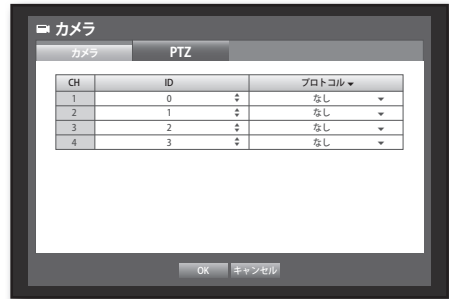 カメラ
カメラ PTZ
CH ID プロトコル
1 0 なし
2 1 なし
3 2 なし
4 3 なし
OK キャンセル